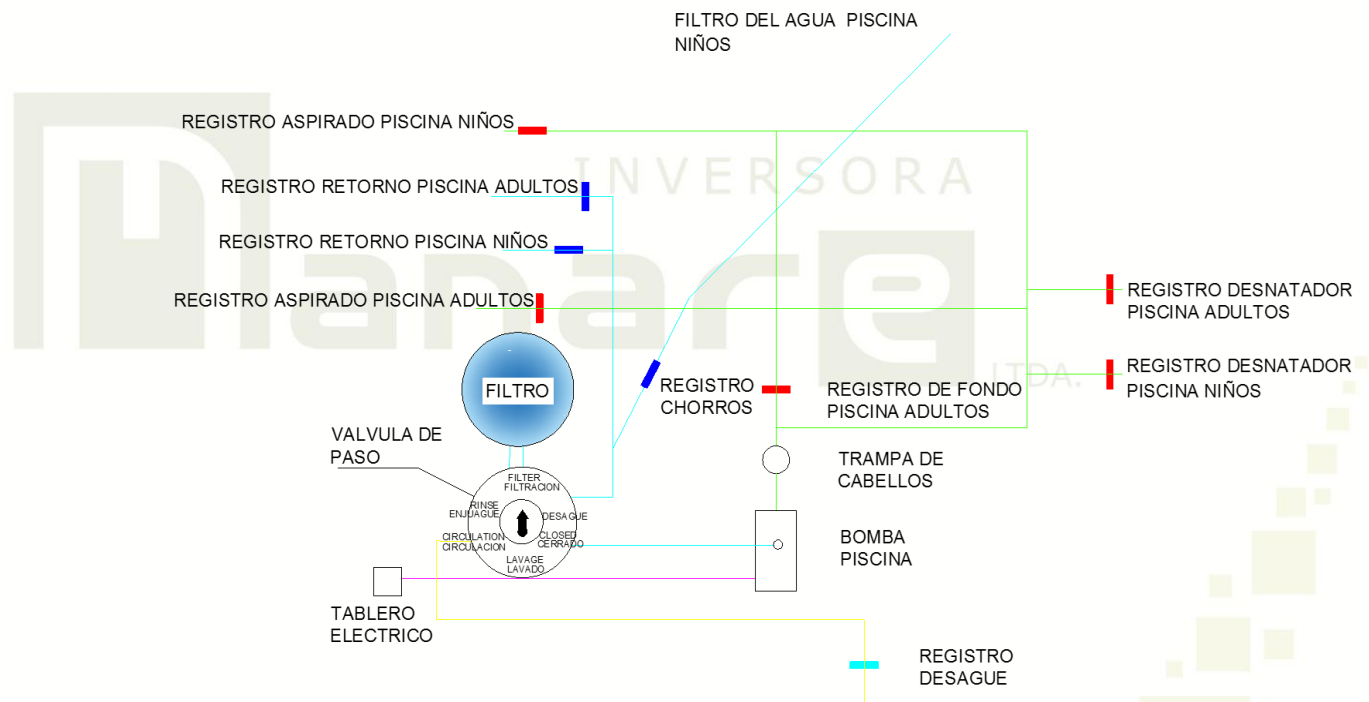 FILTRO DEL AGUA  PISCINA
NIÑOS
REGISTRO ASPIRADO PISCINA NIÑOS
INVERSORA
REGISTRO RETORNO PISCINA ADULTOS
REGISTRO RETORNO PISCINA NIÑOS
manare
LTDA.
REGISTRO ASPIRADO PISCINA ADULTOS
REGISTRO DESNATADOR
PISCINA ADULTOS
REGISTRO DESNATADOR
PISCINA NIÑOS
FILTRO
REGISTRO
CHORROS
REGISTRO DE FONDO
PISCINA ADULTOS
VALVULA DE
PASO
TRAMPA DE
CABELLOS
FILTER
FILTRACION
RINSE
ENJUAGUE
DESAGUE
CIRCULATION
CIRCULACION
CLOSED
CERRADO
LAVAGE
LAVADO
BOMBA
PISCINA
TABLERO
ELECTRICO
REGISTRO
DESAGUE